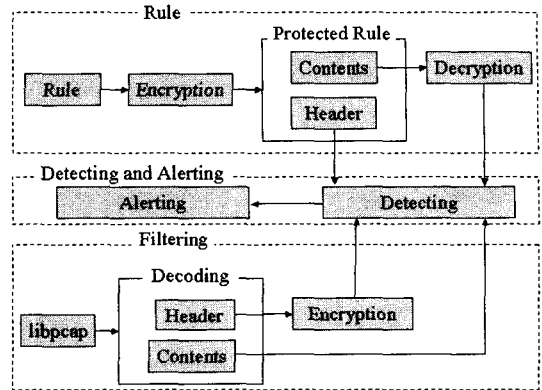 Rule
Protected Rule
Contents
Decryption
Rule
Encryption
Header
Detecting and Alerting
Alerting
Detecting
Filtering
Decoding
Header
Encryption
libpcap
Contents